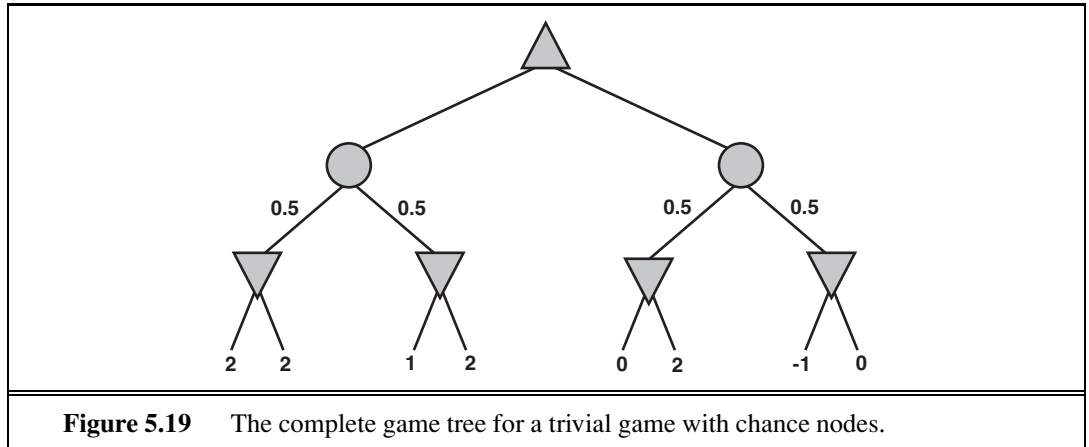 0.5 0.5 0.5 0.5
2 2 1 2 0 2 -1 0
Figure 5.19 The complete game tree for a trivial game with chance nodes.